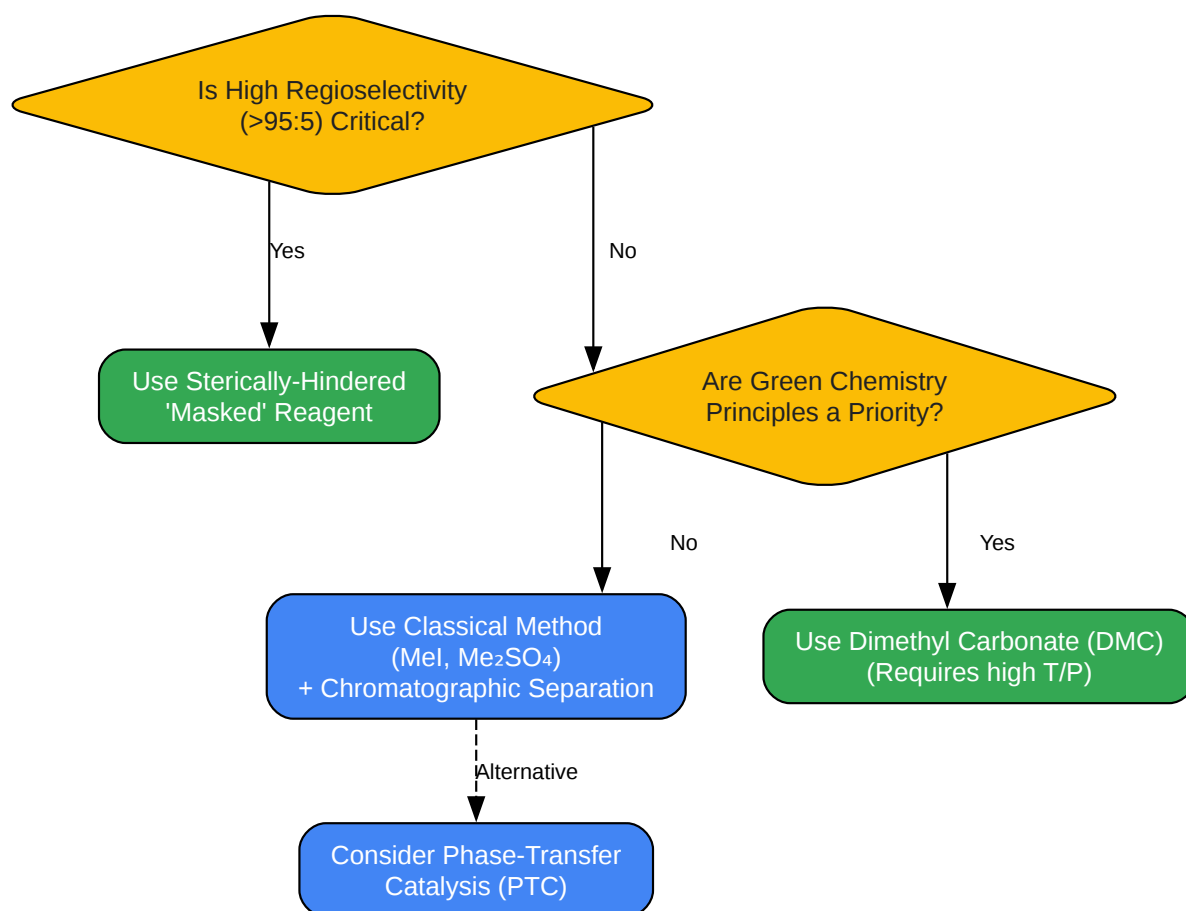 Is High Regioselectivity
(>95:5) Critical?
Yes
No
Use Sterically-Hindered
'Masked' Reagent
Are Green Chemistry
Principles a Priority?
No
Yes
Use Classical Method
(MeI, Me₂SO₄)
+ Chromatographic Separation
Use Dimethyl Carbonate (DMC)
(Requires high T/P)
Alternative
Consider Phase-Transfer
Catalysis (PTC)